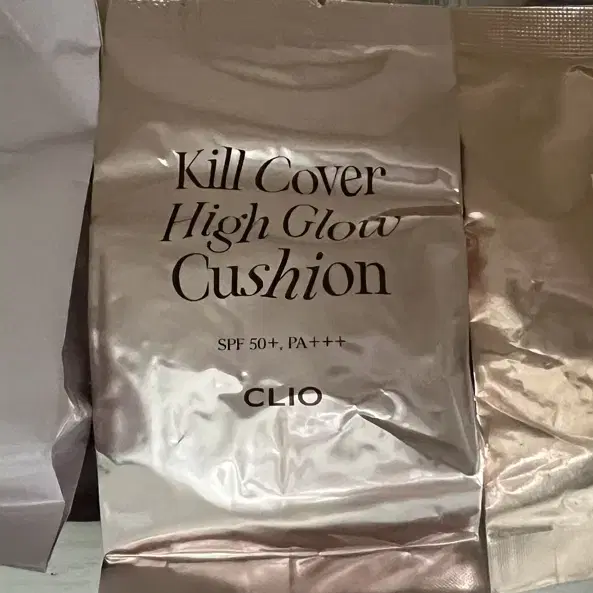 Kill Cover
High Glow
Cushion
SPF 50+, PA+++
CLIO